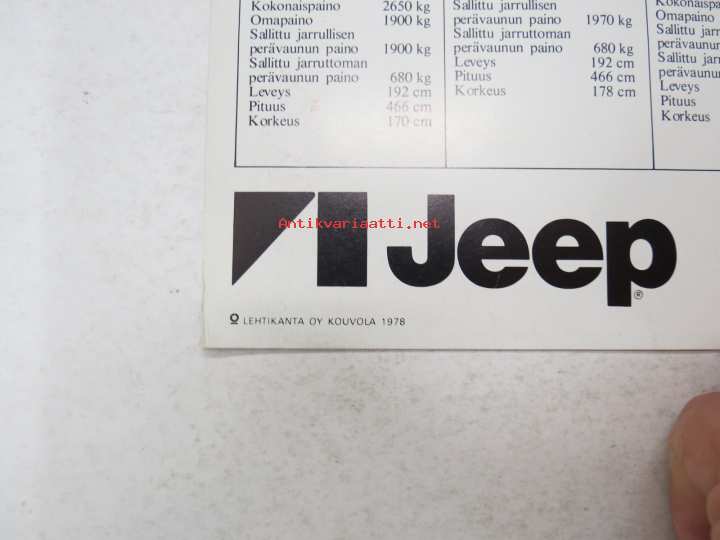 Kokonaispaino 2650 kg
Omapaino 1900 kg
Sallittu jarrullisen
perävaunun paino 1900 kg
Sallittu jarruttoman
perävaunun paino 680 kg
Leveys 192 cm
Pituus 466 cm
Korkeus 170 cm
Sallittu jarrullisen
perävaunun paino 1970 kg
Sallittu jarruttoman
perävaunun paino 680 kg
Leveys 192 cm
Pituus 466 cm
Korkeus 178 cm
Omapaino
Sallittu
perävaunun
Sallittu
perävaunun
Leveys
Pituus
Korkeus
Antikvariaatti.net
Jeep®
LEHTIKANTA OY KOUVOLA 1978